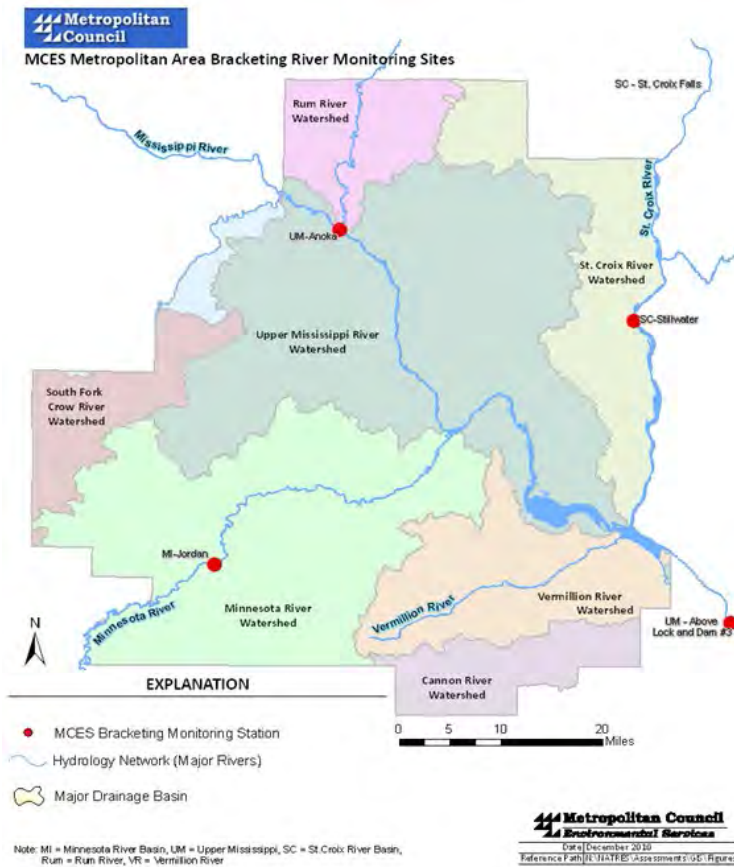 Metropolitan
Council
MCES Metropolitan Area Bracketing River Monitoring Sites
SC - St. Croix Falls
Rum River
Watershed
Mississippi River
St. Croix River
UM-Anoka
St. Croix River
Watershed
SC-Stillwater
Upper Mississippi River
Watershed
South Fork
Crow River
Watershed
MI-Jordan
Minnesota River
Minnesota River
Watershed
Vermillion River
Vermillion River
Watershed
UM - Above
Lock and Dam #3
Cannon River
Watershed
N
EXPLANATION
MCES Bracketing Monitoring Station
Hydrology Network (Major Rivers)
Major Drainage Basin
0 5 10 20
Miles
Note: MI = Minnesota River Basin, UM = Upper Mississippi, SC = St.Croix River Basin,
Rum = Rum River, VR = Vermillion River
Metropolitan Council
Environmental Services
Date December 2010
Reference Path